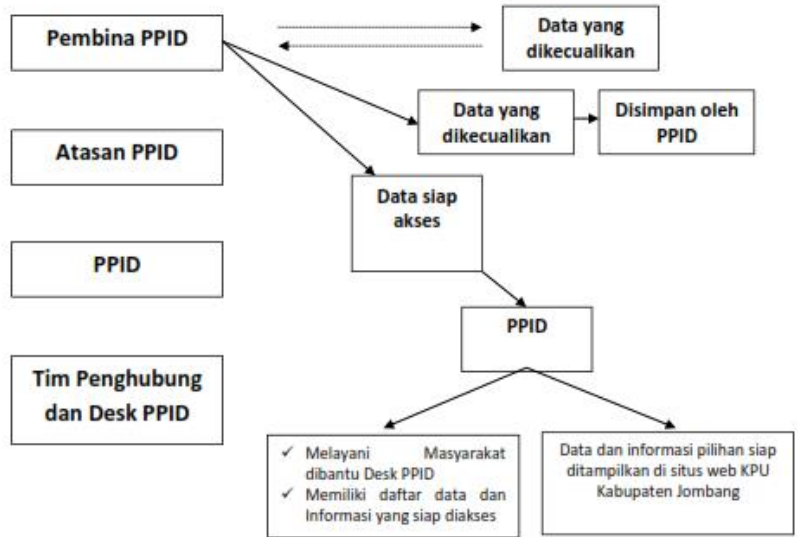 Pembina PPID
Data yang
dikecualikan
Data yang
dikecualikan
Disimpan oleh
PPID
Atasan PPID
Data siap
akses
PPID
PPID
Tim Penghubung
dan Desk PPID
✓ Melayani Masyarakat
dibantu Desk PPID
✓ Memiliki daftar data dan
Informasi yang siap diakses
Data dan informasi pilihan siap
ditampilkan di situs web KPU
Kabupaten Jombang